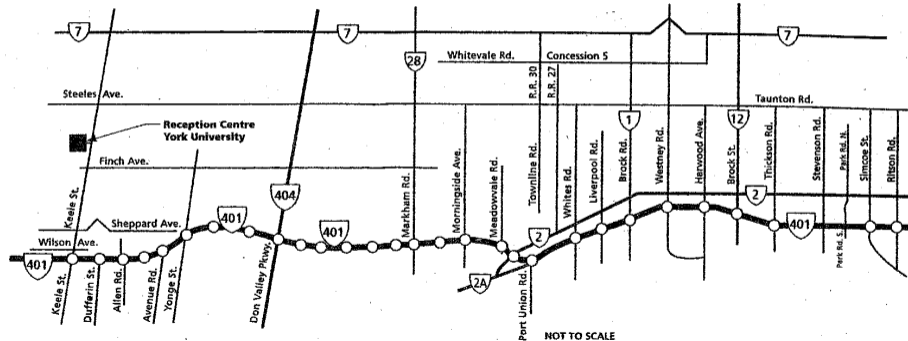 7
7
7
28
Whitevale Rd.
Concession 5
R.R. 30
R.R. 27
Steeles Ave.
Taunton Rd.
Reception Centre
York University
Finch Ave.
1
12
Keele St.
404
Markham Rd.
Morningside Ave.
Meadowvale Rd.
Townline Rd.
Whites Rd.
Liverpool Rd.
Brock Rd.
Westney Rd.
Harwood Ave.
Brock St.
Thickson Rd.
Stevenson Rd.
Park Rd. N.
Simcoe St.
Ritson Rd.
Sheppard Ave.
Wilson Ave
401
401
401
401
2
2
2A
Keele St.
Dufferin St.
Allen Rd.
Avenue Rd.
Yonge St.
Don Valley Pkwy.
Port Union Rd.
Park Rd. S.
NOT TO SCALE